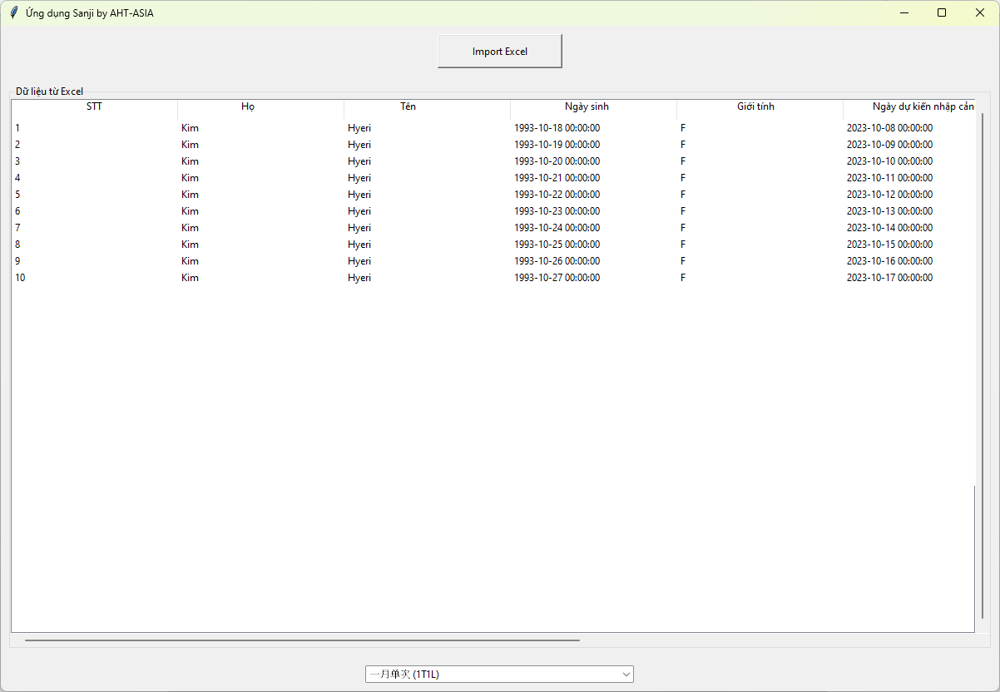 Ứng dụng Sanji by AHT-ASIA
Import Excel
Dữ liệu từ Excel
STT Họ Tên Ngày sinh Giới tính Ngày dự kiến nhập cản
1 Kim Hyeri 1993-10-18 00:00:00 F 2023-10-08 00:00:00
2 Kim Hyeri 1993-10-19 00:00:00 F 2023-10-09 00:00:00
3 Kim Hyeri 1993-10-20 00:00:00 F 2023-10-10 00:00:00
4 Kim Hyeri 1993-10-21 00:00:00 F 2023-10-11 00:00:00
5 Kim Hyeri 1993-10-22 00:00:00 F 2023-10-12 00:00:00
6 Kim Hyeri 1993-10-23 00:00:00 F 2023-10-13 00:00:00
7 Kim Hyeri 1993-10-24 00:00:00 F 2023-10-14 00:00:00
8 Kim Hyeri 1993-10-25 00:00:00 F 2023-10-15 00:00:00
9 Kim Hyeri 1993-10-26 00:00:00 F 2023-10-16 00:00:00
10 Kim Hyeri 1993-10-27 00:00:00 F 2023-10-17 00:00:00
一月单次 (1T1L)